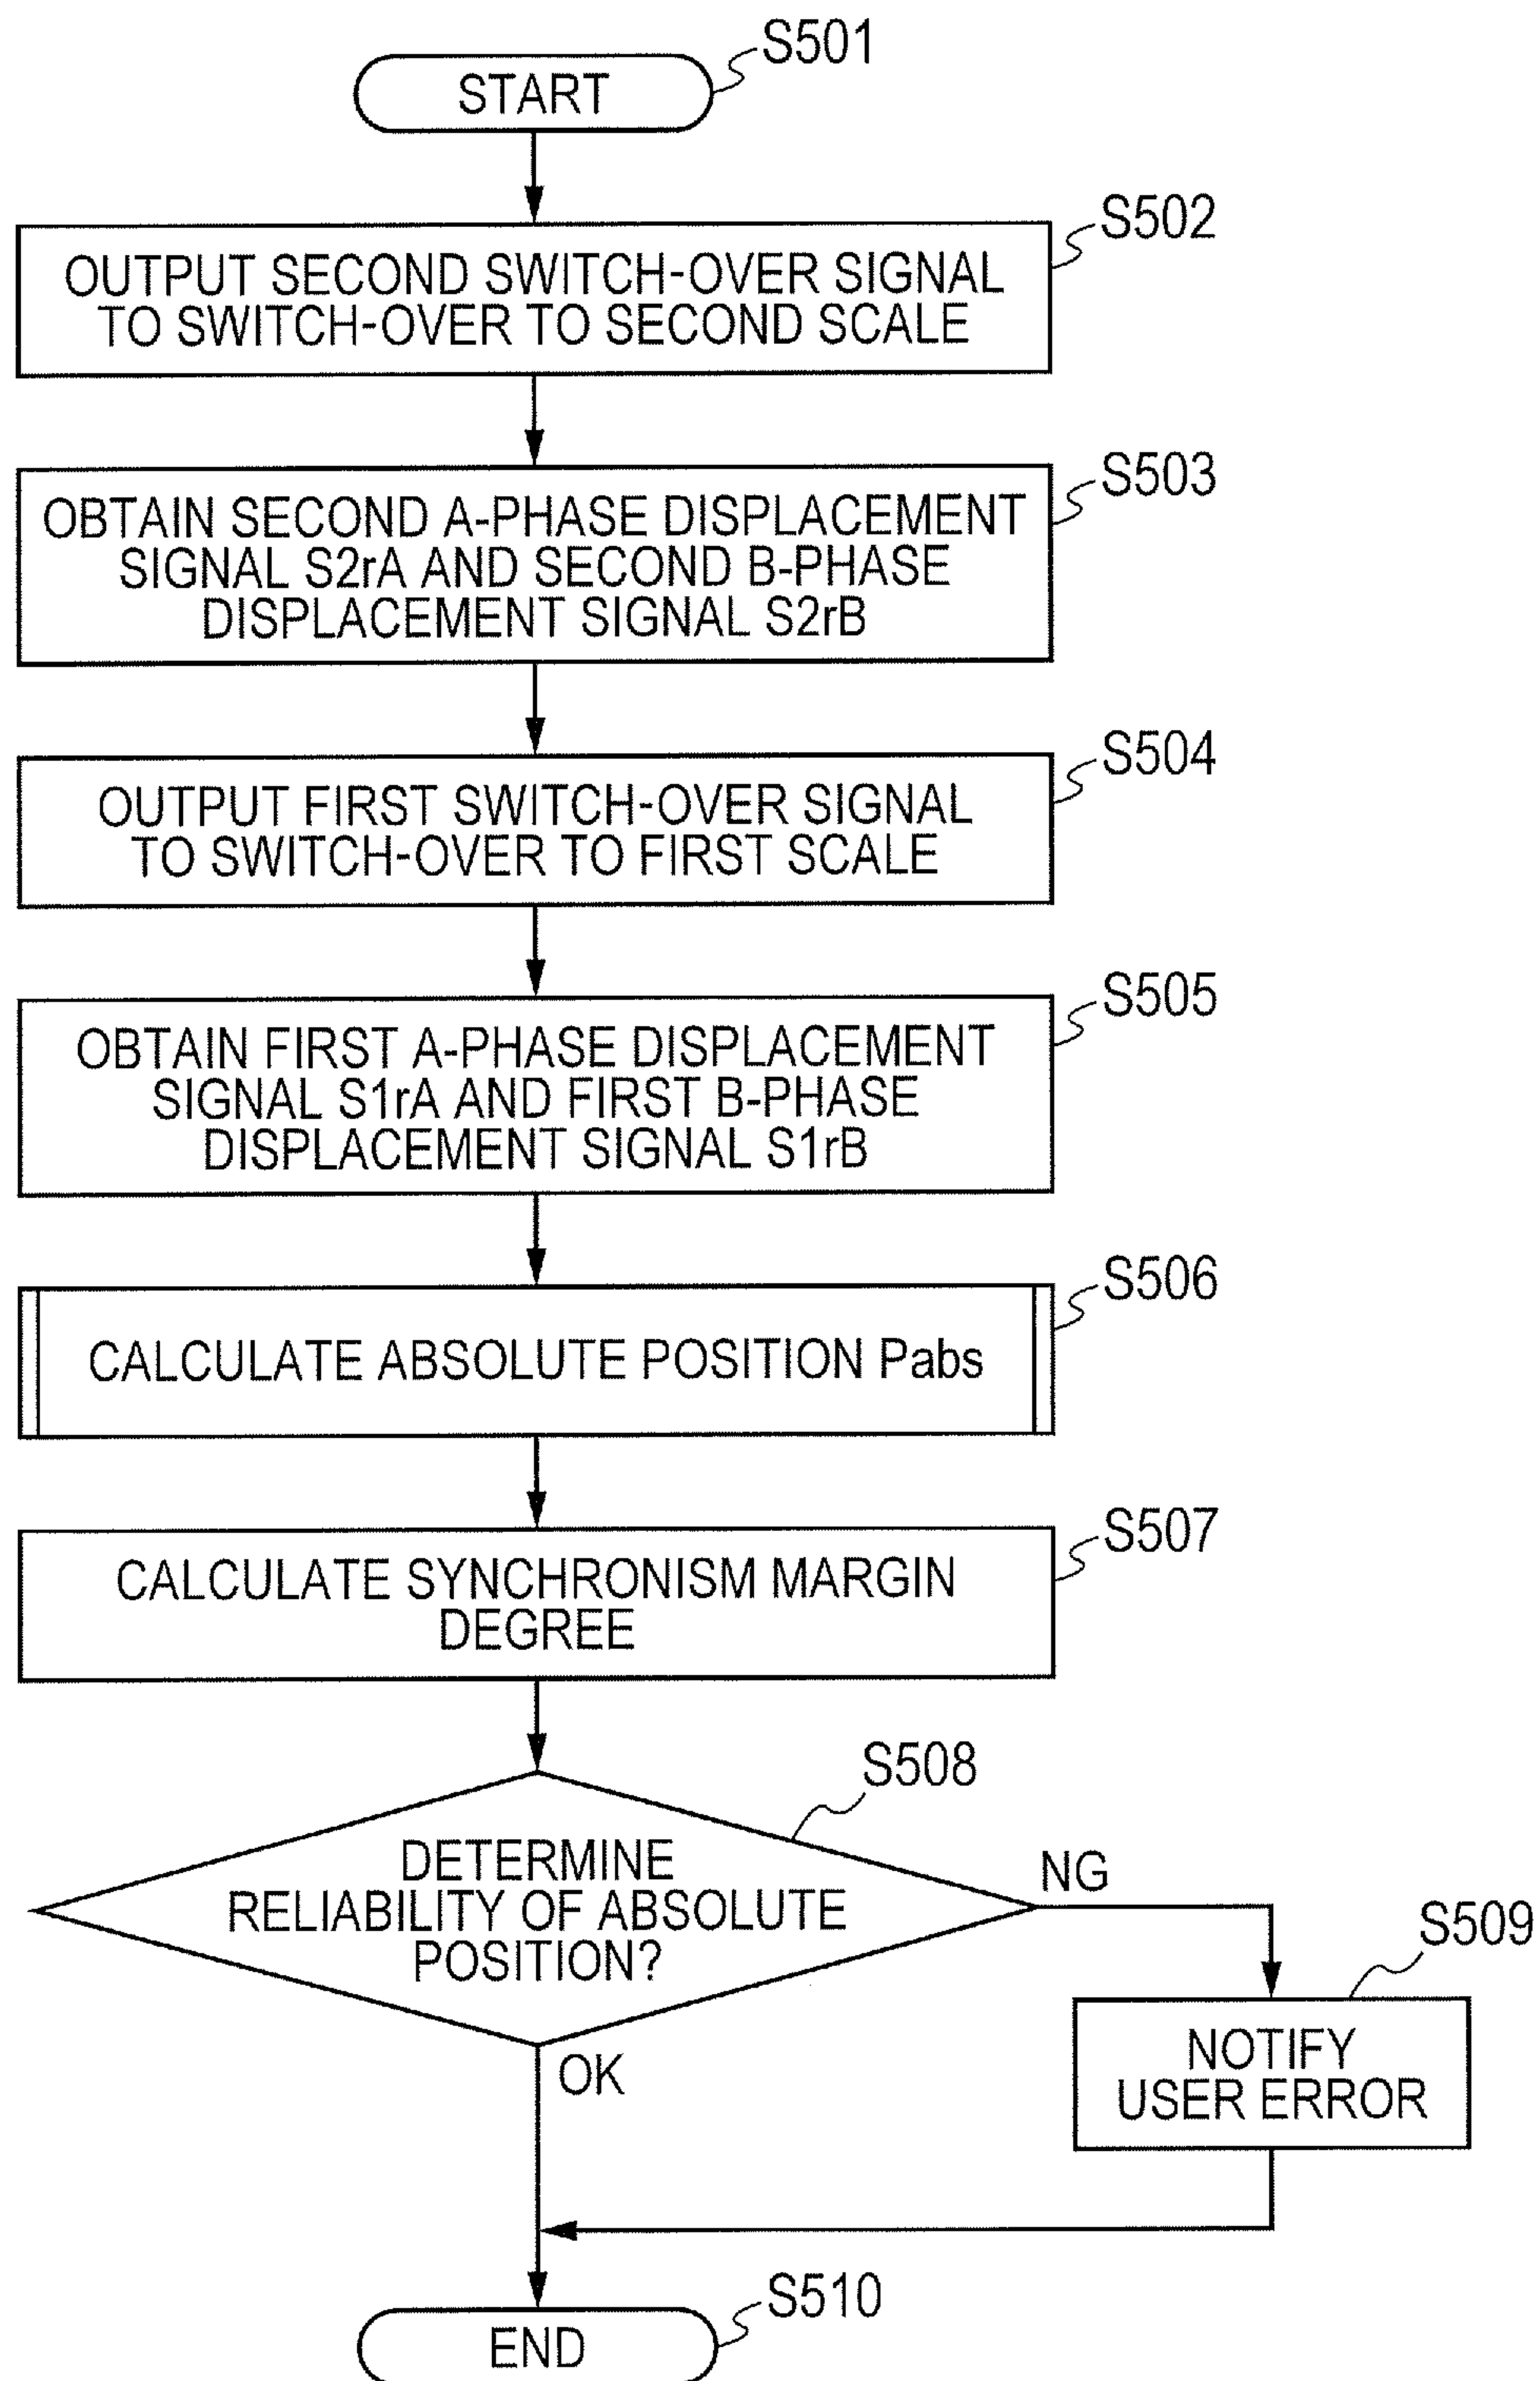 S501
START
S502
OUTPUT SECOND SWITCH-OVER SIGNAL
TO SWITCH-OVER TO SECOND SCALE
S503
OBTAIN SECOND A-PHASE DISPLACEMENT
SIGNAL S2rA AND SECOND B-PHASE
DISPLACEMENT SIGNAL S2rB
S504
OUTPUT FIRST SWITCH-OVER SIGNAL
TO SWITCH-OVER TO FIRST SCALE
S505
OBTAIN FIRST A-PHASE DISPLACEMENT
SIGNAL S1rA AND FIRST B-PHASE
DISPLACEMENT SIGNAL S1rB
S506
CALCULATE ABSOLUTE POSITION Pabs
S507
CALCULATE SYNCHRONISM MARGIN
DEGREE
S508
DETERMINE
RELIABILITY OF ABSOLUTE
POSITION?
NG
S509
NOTIFY
USER ERROR
OK
S510
END